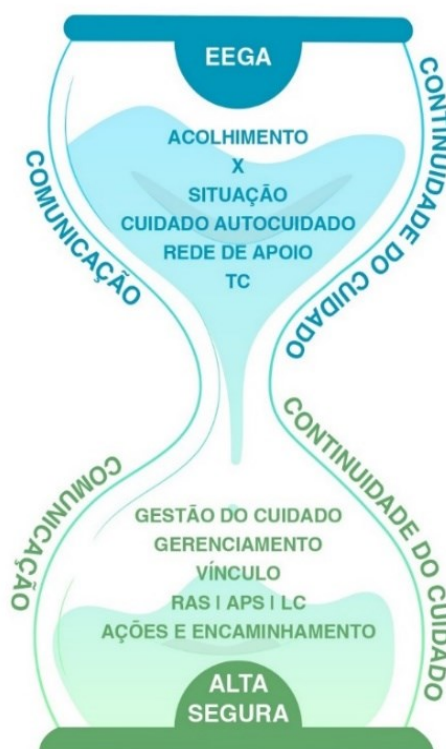 EEGA
ACOLHIMENTO
X
SITUAÇÃO
CUIDADO AUTOCUIDADO
REDE DE APOIO
TC
COMUNICAÇÃO
CONTINUIDADE DO CUIDADO
COMUNICAÇÃO
CONTINUIDADE DO CUIDADO
GESTÃO DO CUIDADO
GERENCIAMENTO
VÍNCULO
RAS | APS | LC
AÇÕES E ENCAMINHAMENTO
ALTA
SEGURA